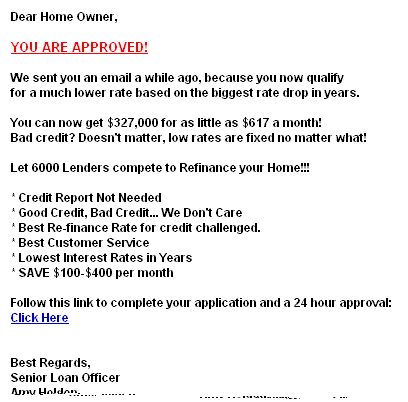 Dear Home Owner,
YOU ARE APPROVED!
We sent you an email a while ago, because you now qualify
for a much lower rate based on the biggest rate drop in years.
You can now get $327,000 for as little as $617 a month!
Bad credit? Doesn't matter, low rates are fixed no matter what!
Let 6000 Lenders compete to Refinance your Home!!!
* Credit Report Not Needed
* Good Credit, Bad Credit... We Don't Care
* Best Re-finance Rate for credit challenged.
* Best Customer Service
* Lowest Interest Rates in Years
* SAVE $100-$400 per month
Follow this link to complete your application and a 24 hour approval:
Click Here
Best Regards,
Senior Loan Officer
Amy Holden